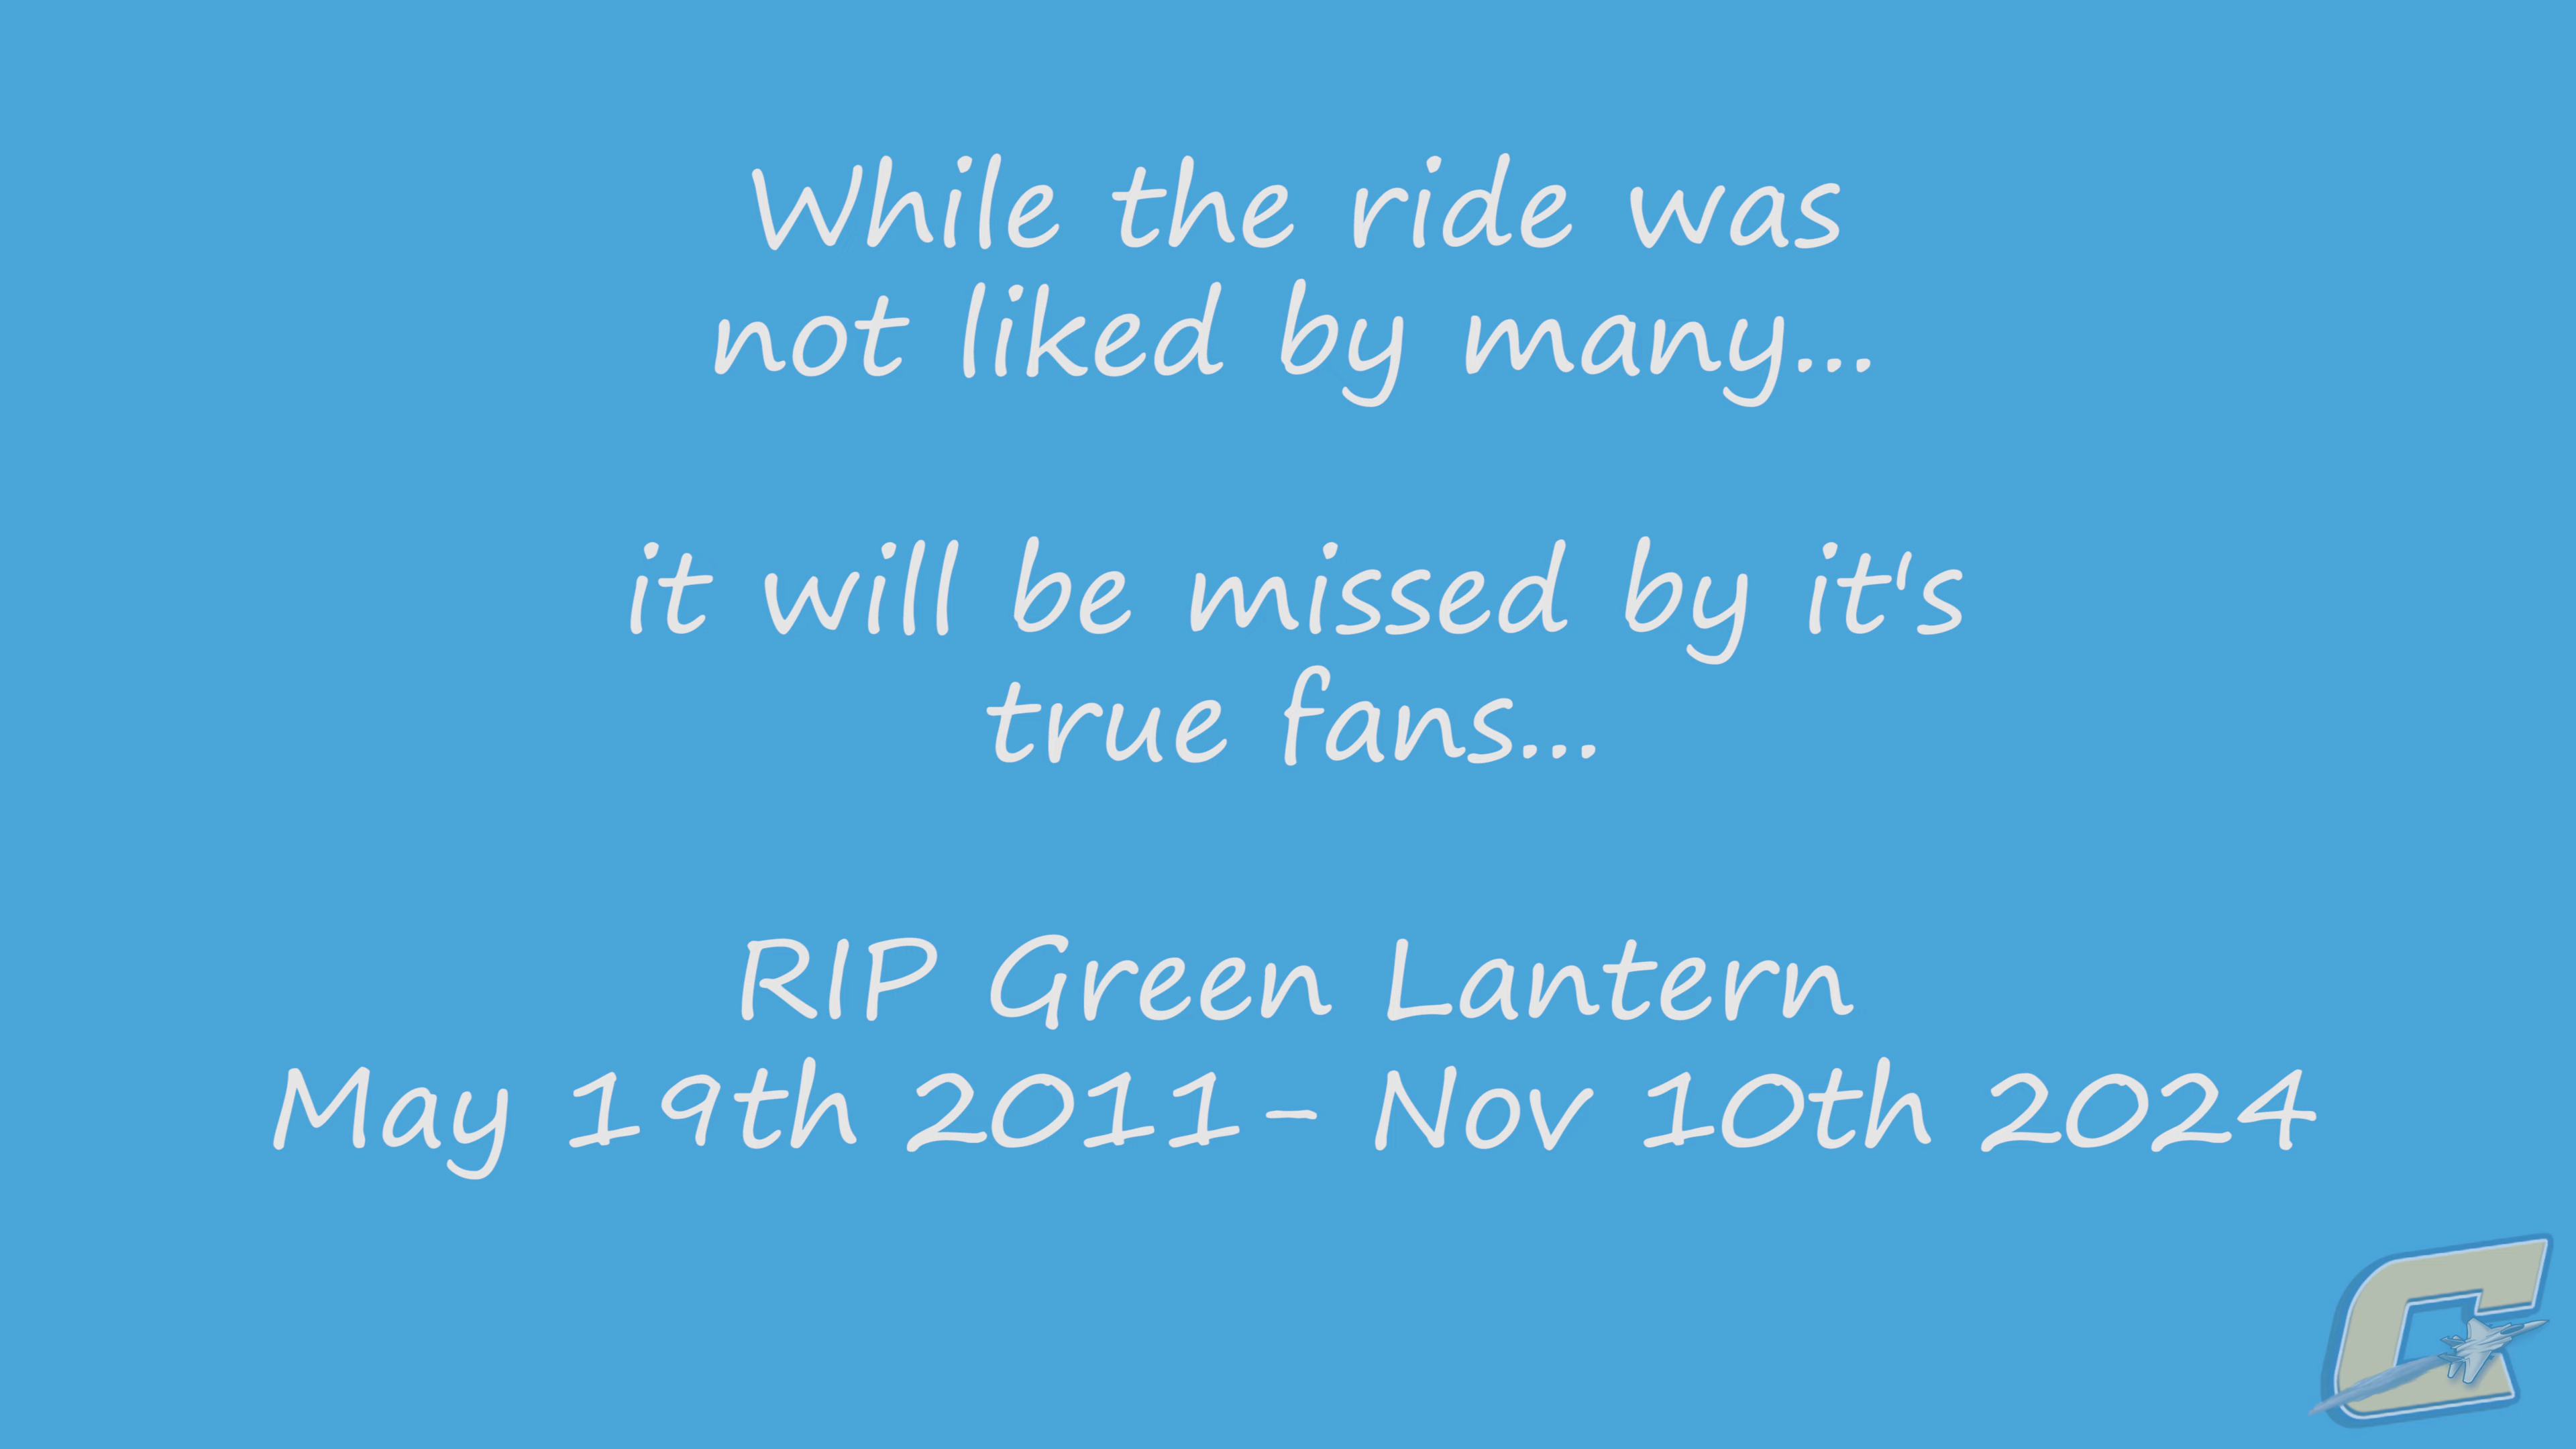 While the ride was
not liked by many...
it will be missed by it's
true fans...
RIP Green Lantern
May 19th 2011- Nov 10th 2024
C